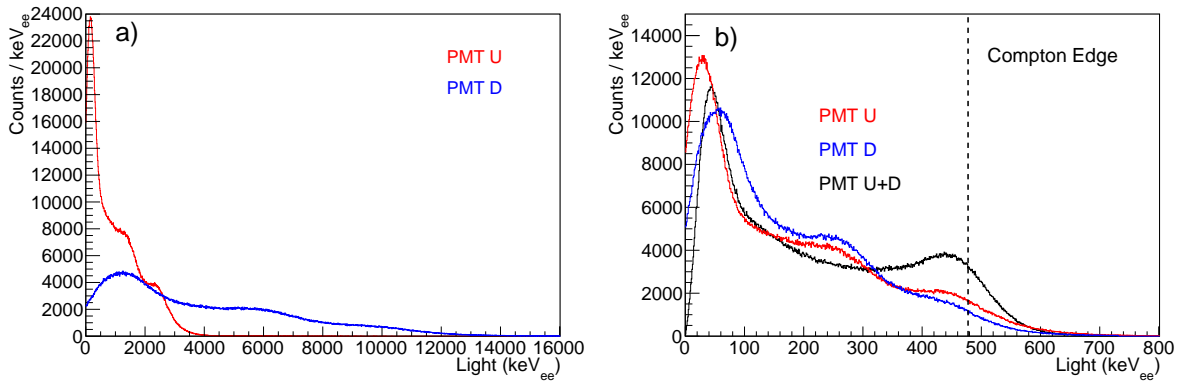 a)
PMT U
PMT D
Counts / keV_ee
24000
22000
20000
18000
16000
14000
12000
10000
8000
6000
4000
2000
0
0 2000 4000 6000 8000 10000 12000 14000 16000
Light (keV_ee)
b)
Compton Edge
PMT U
PMT D
PMT U+D
Counts / keV_ee
14000
12000
10000
8000
6000
4000
2000
0
0 100 200 300 400 500 600 700 800
Light (keV_ee)